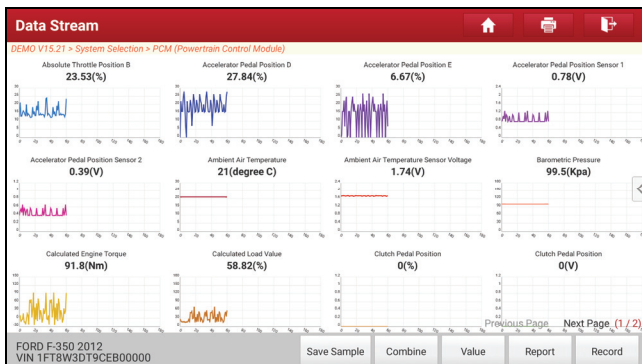 Data Stream
DEMO V15.21 > System Selection > PCM (Powertrain Control Module)
Absolute Throttle Position B
23.53(%)
Accelerator Pedal Position D
27.84(%)
Accelerator Pedal Position E
6.67(%)
Accelerator Pedal Position Sensor 1
0.78(V)
Accelerator Pedal Position Sensor 2
0.39(V)
Ambient Air Temperature
21(degree C)
Ambient Air Temperature Sensor Voltage
1.74(V)
Barometric Pressure
99.5(Kpa)
Calculated Engine Torque
91.8(Nm)
Calculated Load Value
58.82(%)
Clutch Pedal Position
0(%)
Clutch Pedal Position
0(V)
Previous Page Next Page (1 / 2)
FORD F-350 2012
VIN 1FT8W3DT9CEB00000
Save Sample Combine Value Report Record